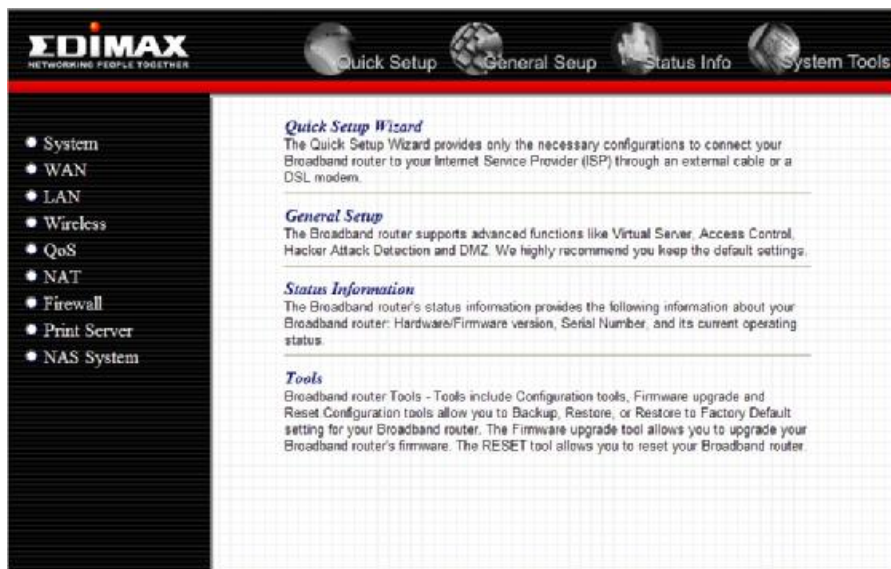 EDIMAX
NETWORKING PEOPLE TOGETHER
Quick Setup
General Seup
Status Info
System Tools
System
WAN
LAN
Wireless
QoS
NAT
Firewall
Print Server
NAS System
Quick Setup Wizard
The Quick Setup Wizard provides only the necessary configurations to connect your
Broadband router to your Internet Service Provider (ISP) through an external cable or a
DSL modem.
General Setup
The Broadband router supports advanced functions like Virtual Server, Access Control,
Hacker Attack Detection and DMZ. We highly recommend you keep the default settings.
Status Information
The Broadband router's status information provides the following information about your
Broadband router: Hardware/Firmware version, Serial Number, and its current operating
status.
Tools
Broadband router Tools - Tools include Configuration tools, Firmware upgrade and
Reset Configuration tools allow you to Backup, Restore, or Restore to Factory Default
setting for your Broadband router. The Firmware upgrade tool allows you to upgrade your
Broadband router's firmware. The RESET tool allows you to reset your Broadband router.